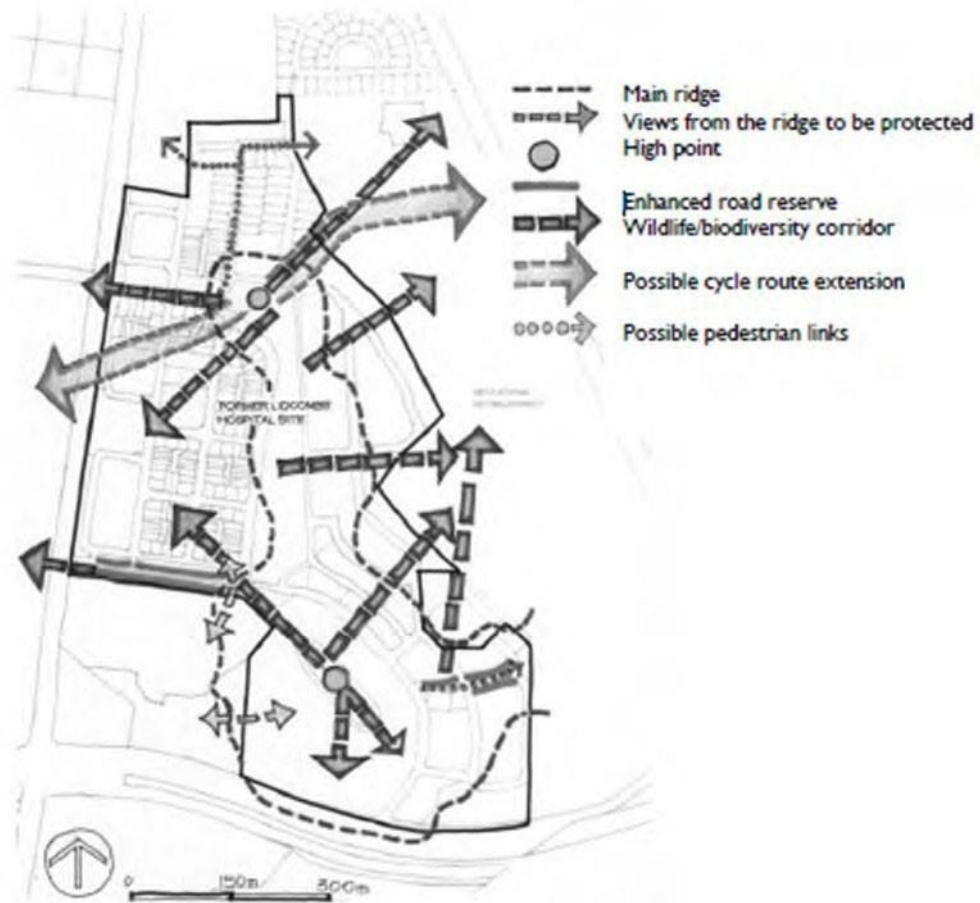 Main ridge
Views from the ridge to be protected
High point
Enhanced road reserve
Wildlife/biodiversity corridor
Possible cycle route extension
Possible pedestrian links
FORMER LIDCOMBE
HOSPITAL SITE
0 150m 300m